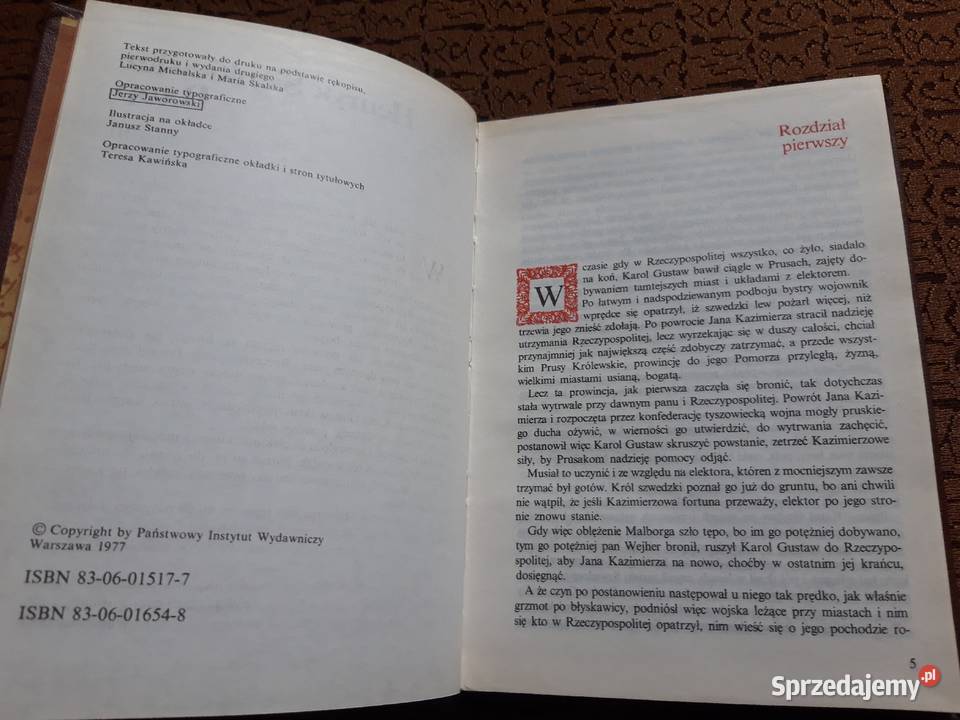 Tekst przygotowały do druku na podstawie rękopisu,
pierwodruku i wydania drugiego
Lucyna Michalska i Maria Skalska
Opracowanie typograficzne
Jerzy Jaworowski
Ilustracja na okładce
Janusz Stanny
Opracowanie typograficzne okładki i stron tytułowych
Teresa Kawińska
© Copyright by Państwowy Instytut Wydawniczy
Warszawa 1977
ISBN 83-06-01517-7
ISBN 83-06-01654-8
Rozdział
pierwszy
W czasie gdy w Rzeczypospolitej wszystko, co żyło, siadało
na koń, Karol Gustaw bawił ciągle w Prusach, zajęty do-
bywaniem tamtejszych miast i układami z elektorem.
Po łatwym i nadspodziewanym podboju bystry wojownik
wprędce się opatrzył, iż szwedzki lew pożarł więcej, niż
trzewia jego znieść zdołają. Po powrocie Jana Kazimierza stracił nadzieję
utrzymania Rzeczypospolitej, lecz wyrzekając się w duszy całości, chciał
przynajmniej jak największą część zdobyczy zatrzymać, a przede wszyst-
kim Prusy Królewskie, prowincję do jego Pomorza przyległą, żyzną,
wielkimi miastami usianą, bogatą.
Lecz ta prowincja, jak pierwsza zaczęła się bronić, tak dotychczas
stała wytrwale przy dawnym panu i Rzeczypospolitej. Powrót Jana Kazi-
mierza i rozpoczęta przez konfederację tyszowiecką wojna mogły pruskie-
go ducha ożywić, w wierności go utwierdzić, do wytrwania zachęcić,
postanowił więc Karol Gustaw skruszyć powstanie, zetrzeć Kazimierzowe
siły, by Prusakom nadzieję pomocy odjąć.
Musiał to uczynić i ze względu na elektora, któren z mocniejszym zawsze
trzymać był gotów. Król szwedzki poznał go już do gruntu, bo ani chwili
nie wątpił, że jeśli Kazimierzowa fortuna przeważy, elektor po jego stro-
nie znowu stanie.
Gdy więc oblężenie Malborga szło tępo, bo im go potężniej dobywano,
tym go potężniej pan Wejher bronił, ruszył Karol Gustaw do Rzeczypo-
spolitej, aby Jana Kazimierza na nowo, choćby w ostatnim jej krańcu,
dosięgnąć.
A że czyn po postanowieniu następował u niego tak prędko, jak właśnie
grzmot po błyskawicy, podniósł więc wojska leżące przy miastach i nim
się kto w Rzeczypospolitej opatrzył, nim wieść się o jego pochodzie ro-
5
Sprzedajemy.pl